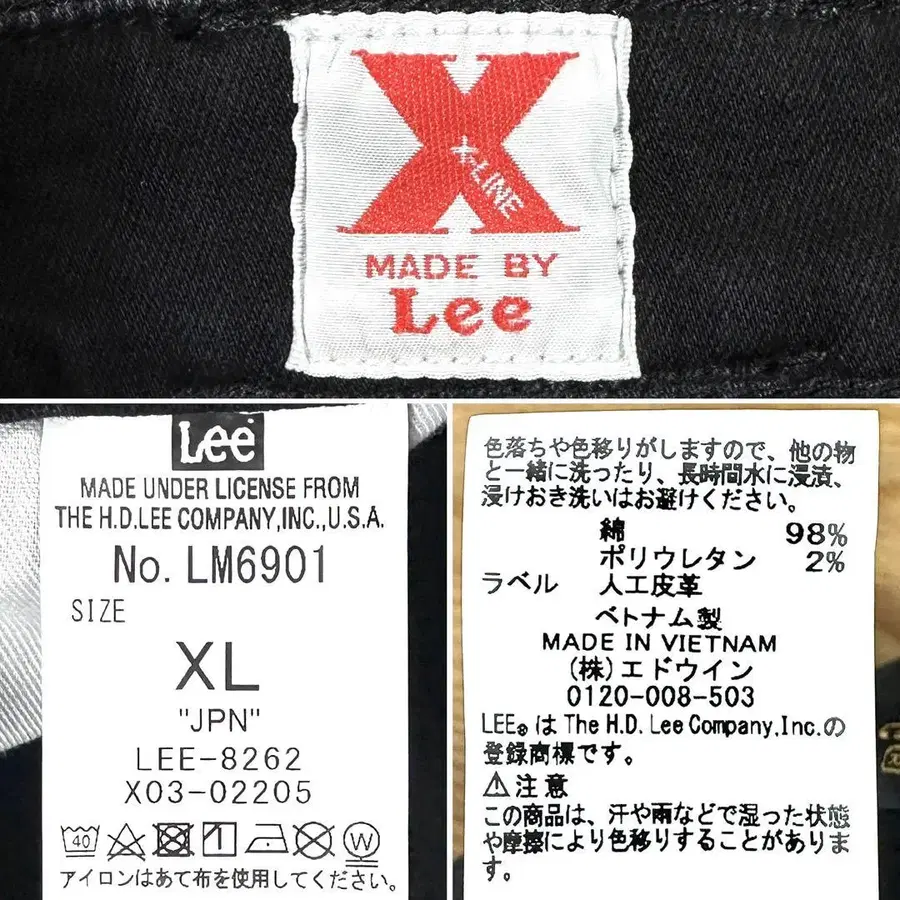 X-LINE
MADE BY
Lee
Lee
MADE UNDER LICENSE FROM
THE H.D.LEE COMPANY,INC.,U.S.A.
No. LM6901
SIZE
XL
"JPN"
LEE-8262
X03-02205
40
W
アイロンはあて布を使用してください。
色落ちや色移りがしますので、他の物
と一緒に洗ったり、長時間水に浸漬、
浸けおき洗いはお避けください。
綿 98%
ポリウレタン 2%
ラベル 人工皮革
ベトナム製
MADE IN VIETNAM
(株)エドウイン
0120-008-503
LEE® は The H.D. Lee Company,Inc.の
登録商標です。
⚠注意
この商品は、汗や雨などで湿った状態
や摩擦により色移りすることがありま
す。